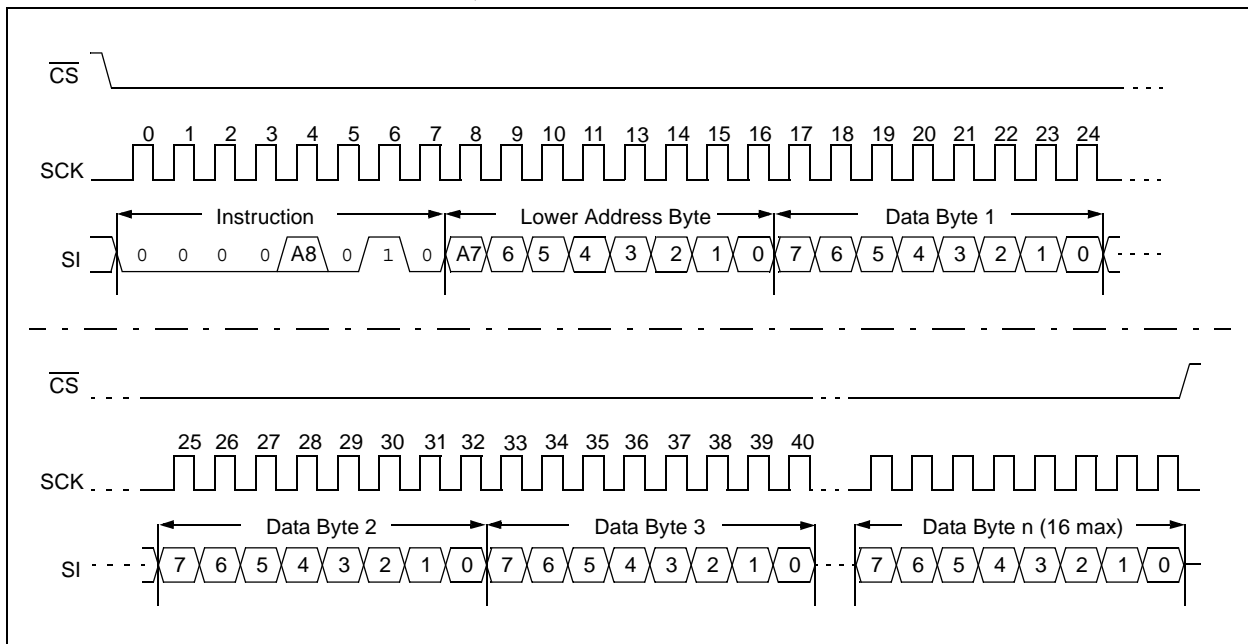 CS
0 1 2 3 4 5 6 7 8 9 10 11 13 14 15 16 17 18 19 20 21 22 23 24
SCK
Instruction Lower Address Byte Data Byte 1
SI 0 0 0 0 A8 0 1 0 A7 6 5 4 3 2 1 0 7 6 5 4 3 2 1 0
CS
25 26 27 28 29 30 31 32 33 34 35 36 37 38 39 40
SCK
Data Byte 2 Data Byte 3 Data Byte n (16 max)
SI 7 6 5 4 3 2 1 0 7 6 5 4 3 2 1 0 7 6 5 4 3 2 1 0